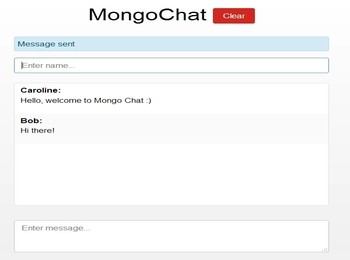 MongoChat Clear
Message sent
Enter name...
Caroline:
Hello, welcome to Mongo Chat :)
Bob:
Hi there!
Enter message...